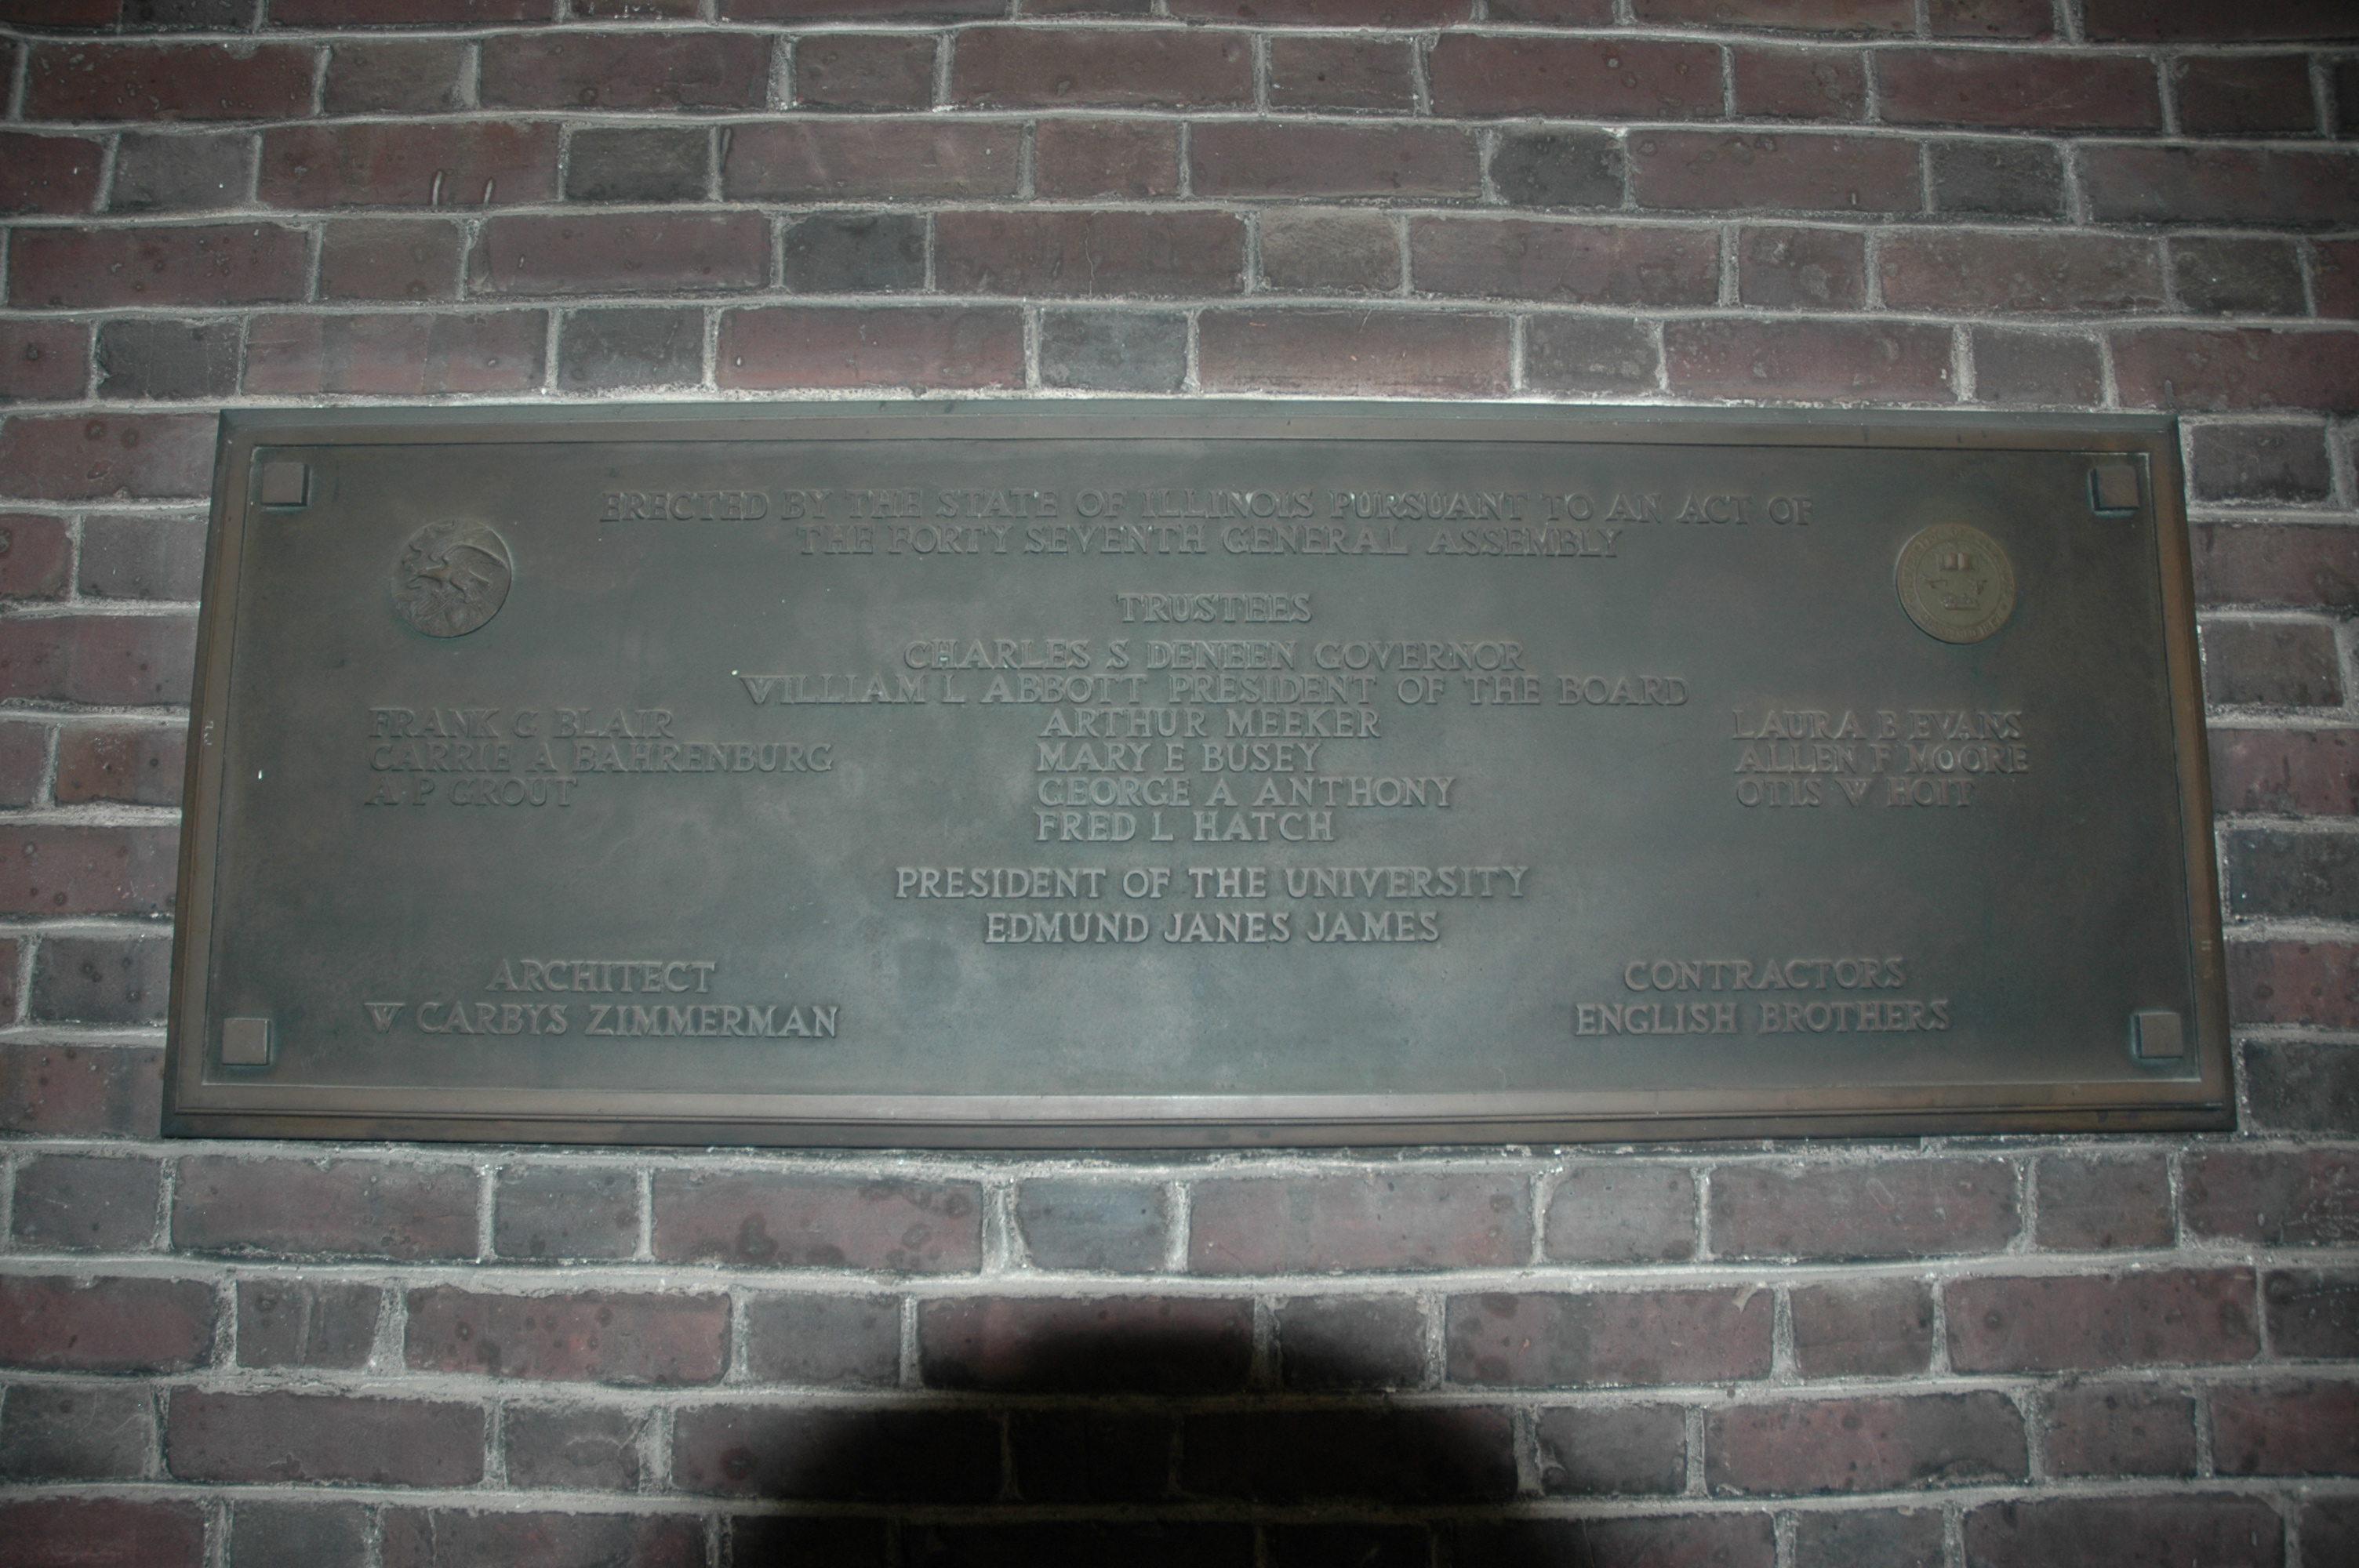 ERECTED BY THE STATE OF ILLINOIS PURSUANT TO AN ACT OF
THE FORTY SEVENTH GENERAL ASSEMBLY
TRUSTEES
CHARLES S DENEEN GOVERNOR
WILLIAM L ABBOTT PRESIDENT OF THE BOARD
FRANK G BLAIR ARTHUR MEEKER LAURA B EVANS
CARRIE A BAHRENBURG MARY E BUSEY ALLEN F MOORE
A P GROUT GEORGE A ANTHONY OTIS W HOIT
FRED L HATCH
PRESIDENT OF THE UNIVERSITY
EDMUND JANES JAMES
ARCHITECT CONTRACTORS
W CARBYS ZIMMERMAN ENGLISH BROTHERS